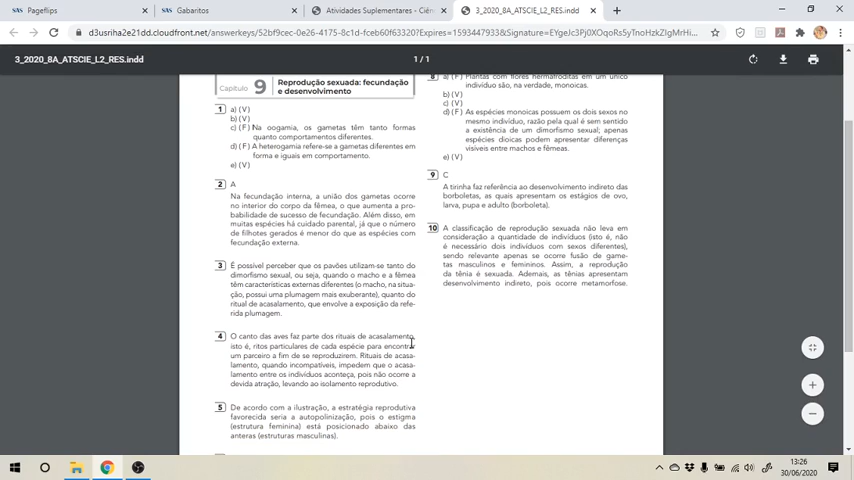 Pageflips
Gabaritos
Atividades Suplementares - Ciên
3_2020_8A_ATSCIE_L2_RES.indd
d3usriha2e21dd.cloudfront.net/answerkeys/52bf9cec-0e26-4175-8c1d-fceb60f63320?Expires=1593447933&Signature=
3_2020_8A_ATSCIE_L2_RES.indd
1 / 1
Capítulo 9
Reprodução sexuada: fecundação
e desenvolvimento
1 a) (V)
b) (V)
c) (F) Na oogamia, os gametas têm tanto formas
quanto comportamentos diferentes.
d) (F) A heterogamia refere-se a gametas diferentes em
forma e iguais em comportamento.
e) (V)
2 A
Na fecundação interna, a união dos gametas ocorre
no interior do corpo da fêmea, o que aumenta a pro-
babilidade de sucesso de fecundação. Além disso, em
muitas espécies há cuidado parental, já que o número
de filhotes gerados é menor do que as espécies com
fecundação externa.
3 É possível perceber que os pavões utilizam-se tanto do
dimorfismo sexual, ou seja, quando o macho e a fêmea
têm características externas diferentes (o macho, na situa-
ção, possui uma plumagem mais exuberante), quanto do
ritual de acasalamento, que envolve a exposição da refe-
rida plumagem.
4 O canto das aves faz parte dos rituais de acasalamento,
isto é, ritos particulares de cada espécie para encontrar
um parceiro a fim de se reproduzirem. Rituais de acasa-
lamento, quando incompatíveis, impedem que o acasa-
lamento entre os indivíduos aconteça, pois não ocorre a
devida atração, levando ao isolamento reprodutivo.
5 De acordo com a ilustração, a estratégia reprodutiva
favorecida seria a autopolinização, pois o estigma
(estrutura feminina) está posicionado abaixo das
anteras (estruturas masculinas).
8 a) (F) Plantas com flores hermafroditas em um único
indivíduo são, na verdade, monoicas.
b) (V)
c) (V)
d) (F) As espécies monoicas possuem os dois sexos no
mesmo indivíduo, razão pela qual é sem sentido
a existência de um dimorfismo sexual; apenas
espécies dioicas podem apresentar diferenças
visíveis entre machos e fêmeas.
e) (V)
9 C
A tirinha faz referência ao desenvolvimento indireto das
borboletas, as quais apresentam os estágios de ovo,
larva, pupa e adulto (borboleta).
10 A classificação de reprodução sexuada não leva em
consideração a quantidade de indivíduos (isto é, não
é necessário dois indivíduos com sexos diferentes),
sendo relevante apenas se ocorre fusão de game-
tas masculinos e femininos. Assim, a reprodução
da tênia é sexuada. Ademais, as tênias apresentam
desenvolvimento indireto, pois ocorre metamorfose.
13:26
30/06/2020